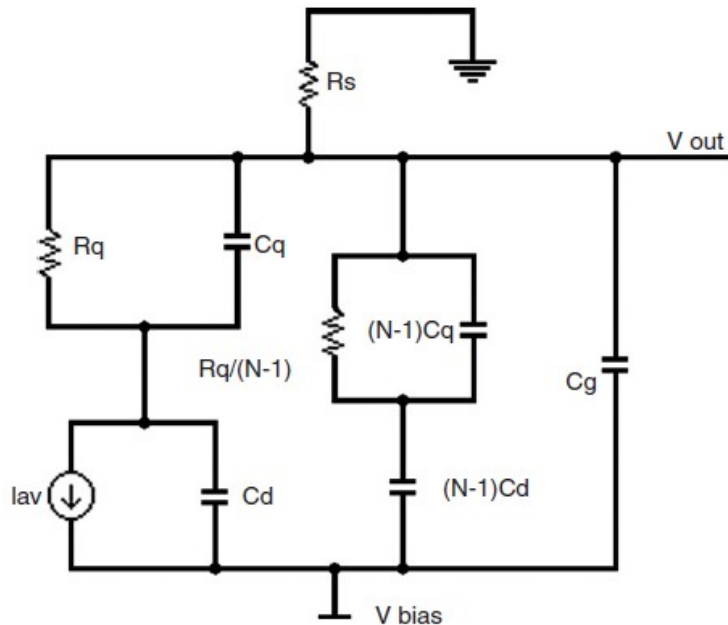 Rs
V out
Rq
Cq
(N-1)Cq
Rq/(N-1)
Cg
Iav
Cd
(N-1)Cd
V bias